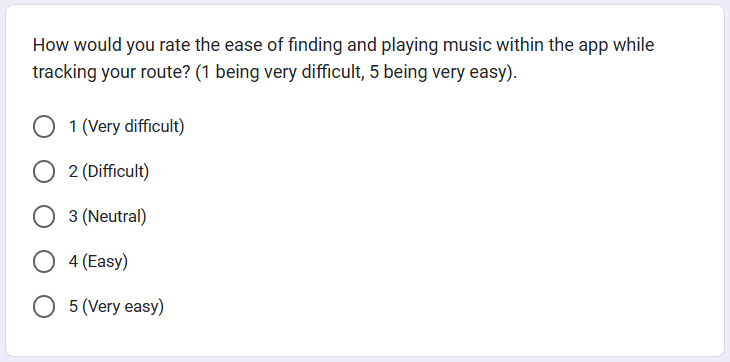 How would you rate the ease of finding and playing music within the app while
tracking your route? (1 being very difficult, 5 being very easy).
1 (Very difficult)
2 (Difficult)
3 (Neutral)
4 (Easy)
5 (Very easy)